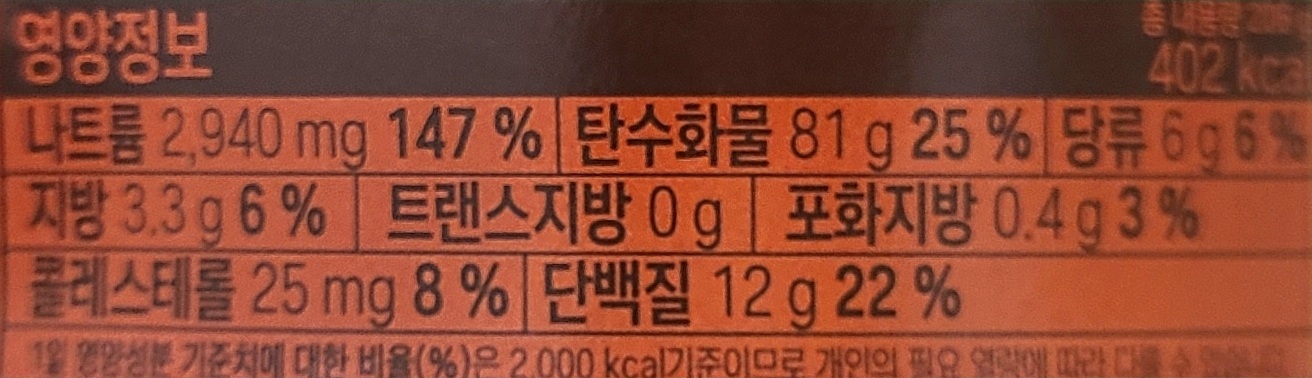 영양정보
총 내용량
402 kcal
나트륨 2,940 mg 147 % 탄수화물 81 g 25 % 당류 6 g 6 %
지방 3.3 g 6 % 트랜스지방 0 g 포화지방 0.4 g 3 %
콜레스테롤 25 mg 8 % 단백질 12 g 22 %
1일 영양성분 기준치에 대한 비율(%)은 2,000 kcal기준이므로 개인의 필요 열량에 따라 다를 수